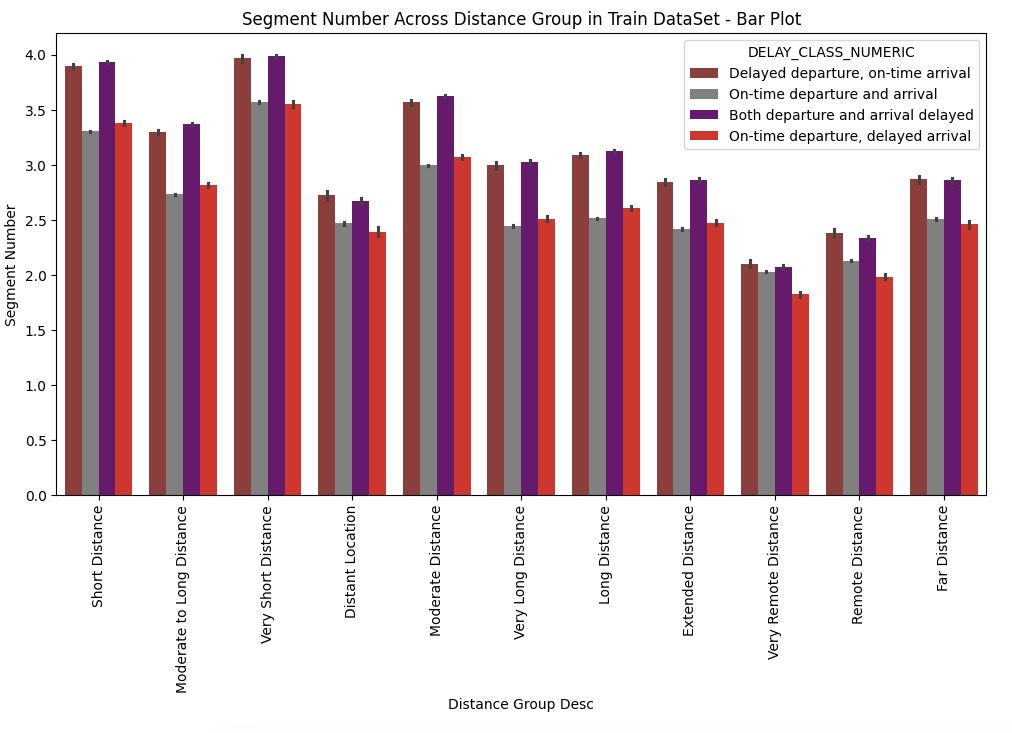 Segment Number Across Distance Group in Train DataSet - Bar Plot
DELAY_CLASS_NUMERIC
Delayed departure, on-time arrival
On-time departure and arrival
Both departure and arrival delayed
On-time departure, delayed arrival
Segment Number
4.0
3.5
3.0
2.5
2.0
1.5
1.0
0.5
0.0
Short Distance
Moderate to Long Distance
Very Short Distance
Distant Location
Moderate Distance
Very Long Distance
Long Distance
Extended Distance
Very Remote Distance
Remote Distance
Far Distance
Distance Group Desc